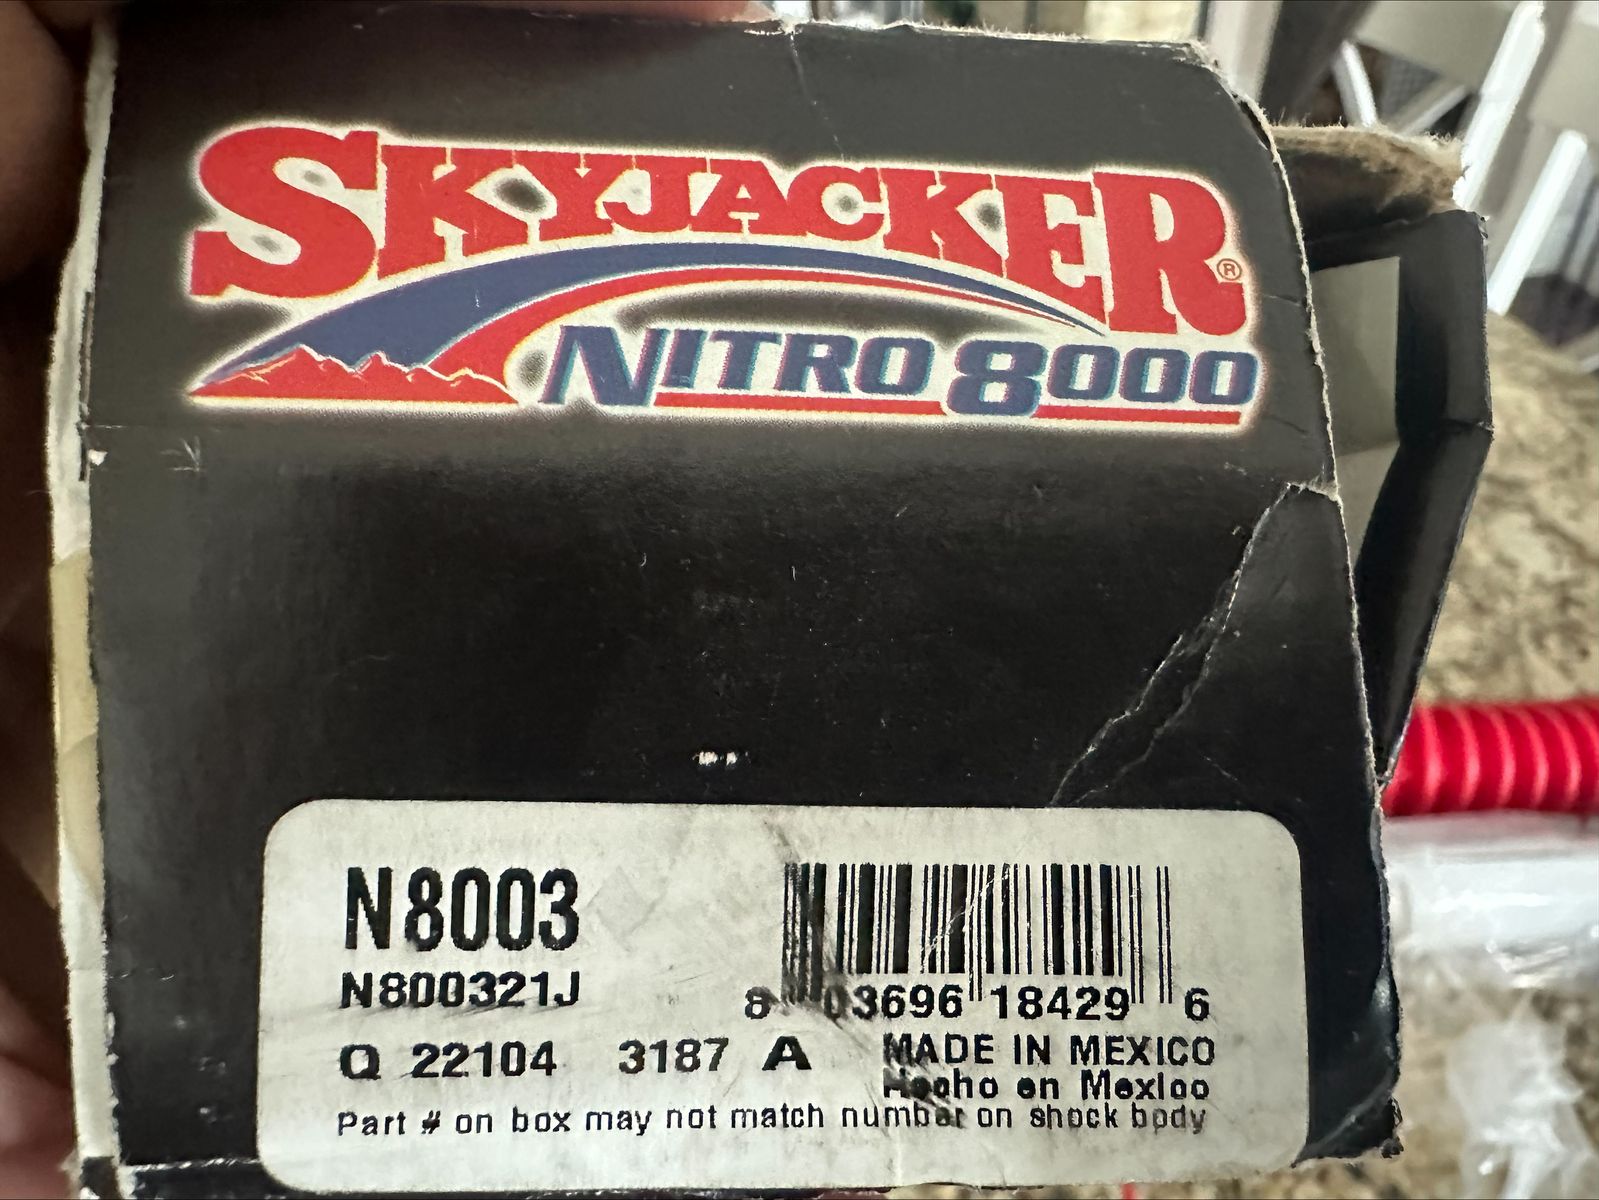 SKYJACKER®
NITRO 8000
N8003
N800321J
8 03696 18429 6
Q 22104 3187 A
MADE IN MEXICO
Hecho en Mexico
Part # on box may not match number on shock body